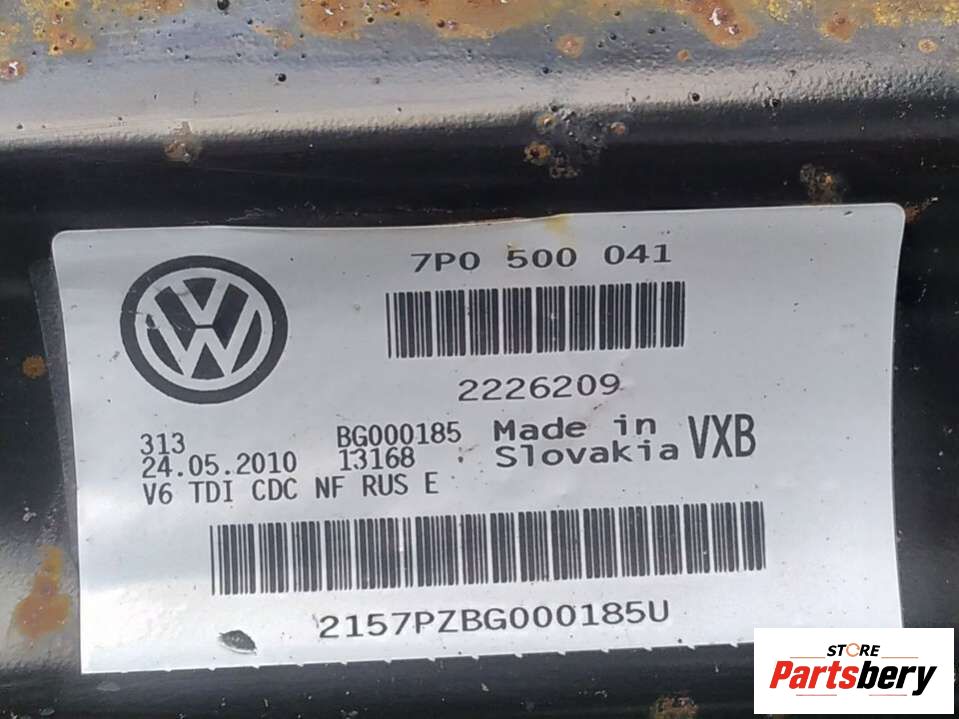 7P0 500 041
2226209
313 BG000185 Made in VXB
24.05.2010 13168 Slovakia
V6 TDI CDC NF RUS E
2157PZBG000185U
STORE
Partsbery